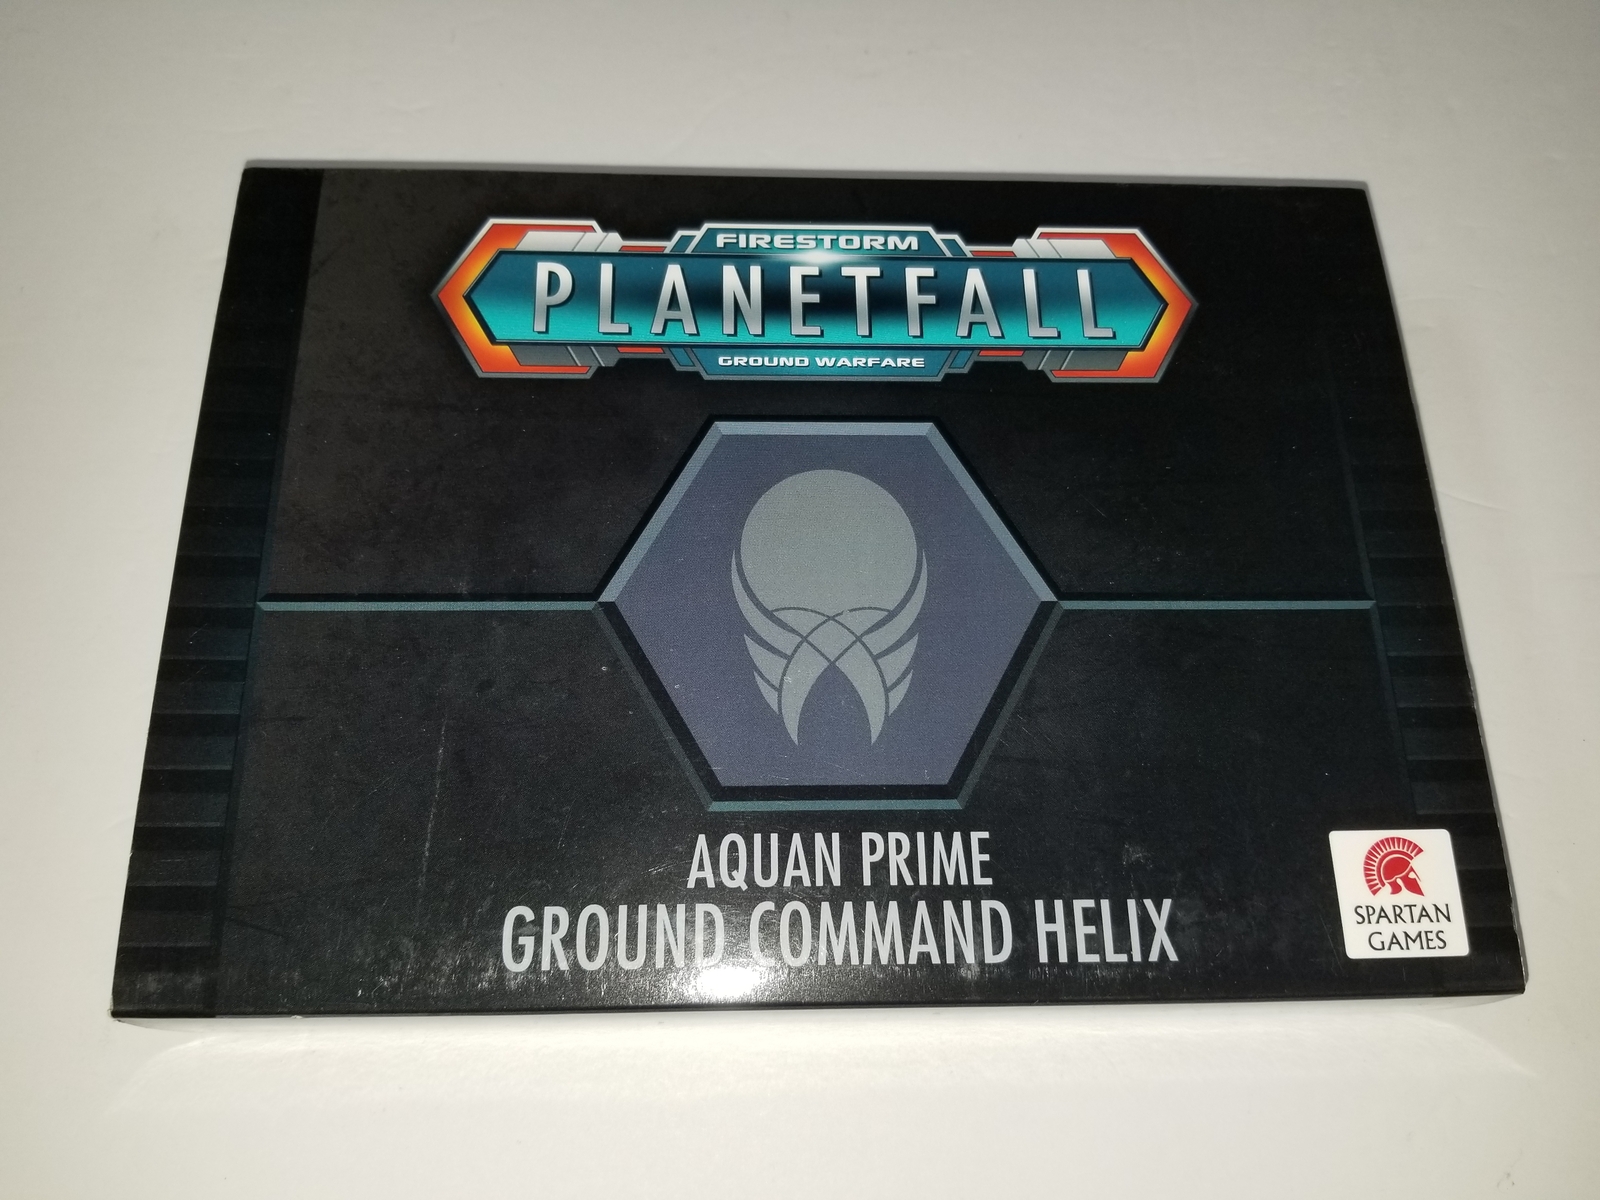 FIRESTORM
PLANETFALL
GROUND WARFARE
AQUAN PRIME
GROUND COMMAND HELIX
SPARTAN
GAMES